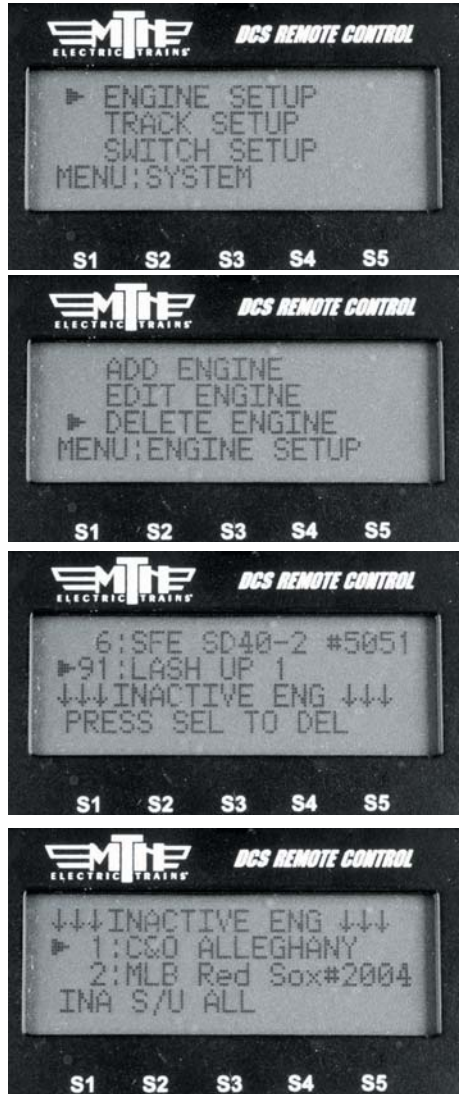 MTH
ELECTRIC TRAINS
DCS REMOTE CONTROL
ENGINE SETUP
TRACK SETUP
SWITCH SETUP
MENU:SYSTEM
S1 S2 S3 S4 S5
MTH
ELECTRIC TRAINS
DCS REMOTE CONTROL
ADD ENGINE
EDIT ENGINE
DELETE ENGINE
MENU:ENGINE SETUP
S1 S2 S3 S4 S5
MTH
ELECTRIC TRAINS
DCS REMOTE CONTROL
6:SFE SD40-2 #5051
91:LASH UP 1
↓↓↓INACTIVE ENG ↓↓↓
PRESS SEL TO DEL
S1 S2 S3 S4 S5
MTH
ELECTRIC TRAINS
DCS REMOTE CONTROL
↓↓↓INACTIVE ENG ↓↓↓
1:C&O ALLEGHANY
2:MLB Red Sox#2004
INA S/U ALL
S1 S2 S3 S4 S5